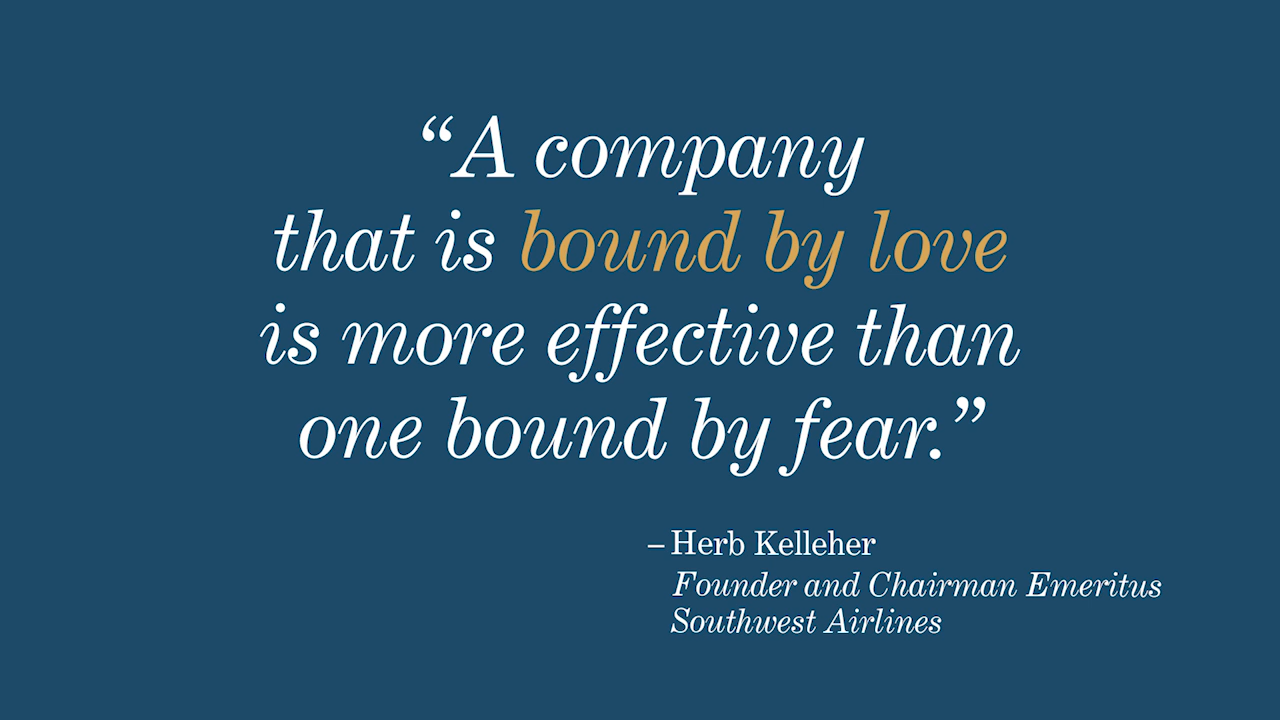 “A company
that is bound by love
is more effective than
one bound by fear.”
– Herb Kelleher
Founder and Chairman Emeritus
Southwest Airlines